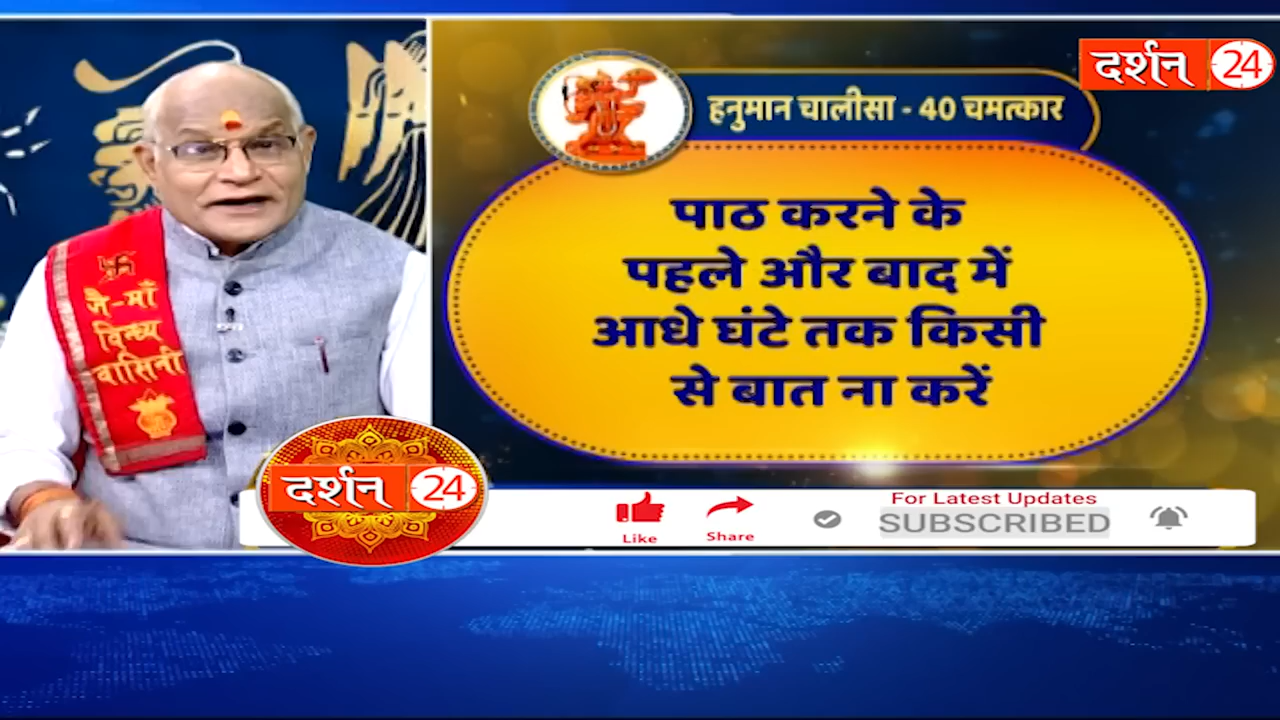 दर्शन 24
हनुमान चालीसा - 40 चमत्कार
पाठ करने के
पहले और बाद में
आधे घंटे तक किसी
से बात ना करें
जै-माँ
विन्ध्य
वासिनी
दर्शन 24
Like
Share
For Latest Updates
SUBSCRIBED